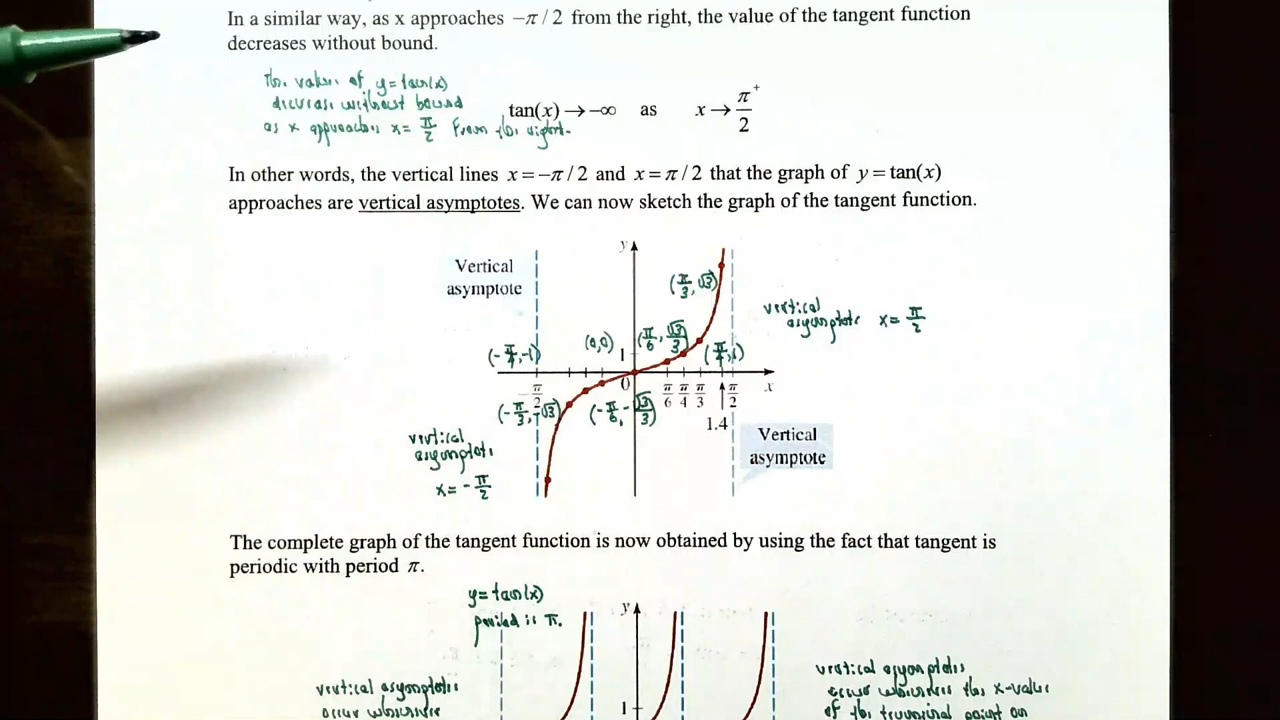 In a similar way, as x approaches −π / 2 from the right, the value of the tangent function
decreases without bound.
The values of y=tan(x)
decrease without bound
as x approaches x= π/2 from the right.
tan(x)→−∞ as x→π/2⁺
In other words, the vertical lines x=−π / 2 and x=π / 2 that the graph of y=tan(x)
approaches are vertical asymptotes. We can now sketch the graph of the tangent function.
y
Vertical
asymptote
(π/3, √3)
vertical
asymptote x= π/2
(0,0)
(π/6, √3/3)
(-π/4,-1)
1
(π/4,1)
0
x
−π/2
π/6 π/4 π/3 π/2
(-π/3,-√3)
(-π/6,-√3/3)
1.4
vertical
asymptote
x= -π/2
Vertical
asymptote
The complete graph of the tangent function is now obtained by using the fact that tangent is
periodic with period π.
y=tan(x)
period is π.
y
vertical asymptotes
occur whenever
1
vertical asymptotes
occur whenever the x-value
of the terminal point on